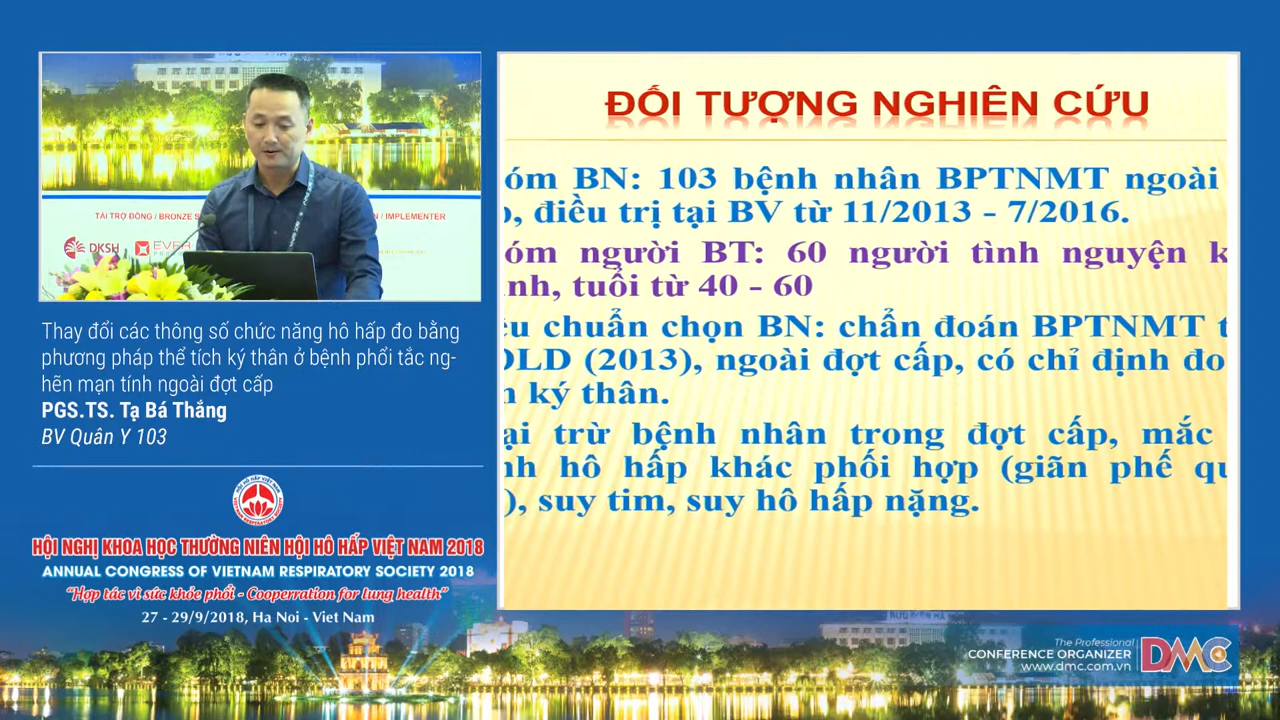 TÀI TRỢ ĐỒNG / BRONZE S
/ IMPLEMENTER
DKSH
Thay đổi các thông số chức năng hô hấp đo bằng
phương pháp thể tích ký thân ở bệnh phổi tắc ng-
hẽn mạn tính ngoài đợt cấp
PGS.TS. Tạ Bá Thắng
BV Quân Y 103
HỘI HÔ HẤP VIỆT NAM
VIETNAM RESPIRATORY SOCIETY
HỘI NGHỊ KHOA HỌC THƯỜNG NIÊN HỘI HÔ HẤP VIỆT NAM 2018
ANNUAL CONGRESS OF VIETNAM RESPIRATORY SOCIETY 2018
"Hợp tác vì sức khỏe phổi - Cooperration for lung health"
27 - 29/9/2018, Ha Noi - Viet Nam
ĐỐI TƯỢNG NGHIÊN CỨU
óm BN: 103 bệnh nhân BPTNMT ngoài
, điều trị tại BV từ 11/2013 - 7/2016.
óm người BT: 60 người tình nguyện k
nh, tuổi từ 40 - 60
u chuẩn chọn BN: chẩn đoán BPTNMT t
OLD (2013), ngoài đợt cấp, có chỉ định đo
ký thân.
ại trừ bệnh nhân trong đợt cấp, mắc
nh hô hấp khác phối hợp (giãn phế qu
), suy tim, suy hô hấp nặng.
The Professional
CONFERENCE ORGANIZER
www.dmc.com.vn
DMC